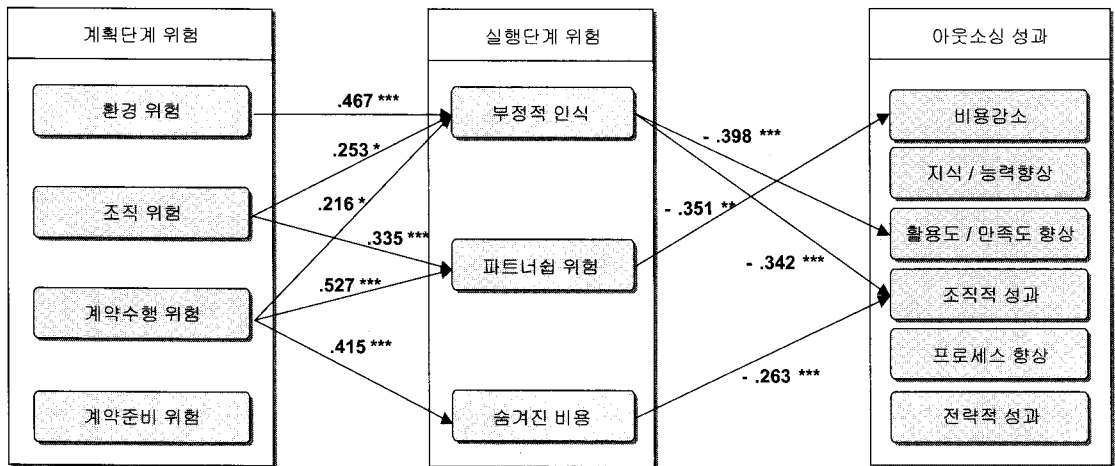 계획단계 위험
환경 위험
조직 위험
계약수행 위험
계약준비 위험
.467 ***
.253 *
.216 *
.335 ***
.527 ***
.415 ***
실행단계 위험
부정적 인식
파트너쉽 위험
숨겨진 비용
- .398 ***
- .351 **
- .342 ***
- .263 ***
아웃소싱 성과
비용감소
지식 / 능력향상
활용도 / 만족도 향상
조직적 성과
프로세스 향상
전략적 성과